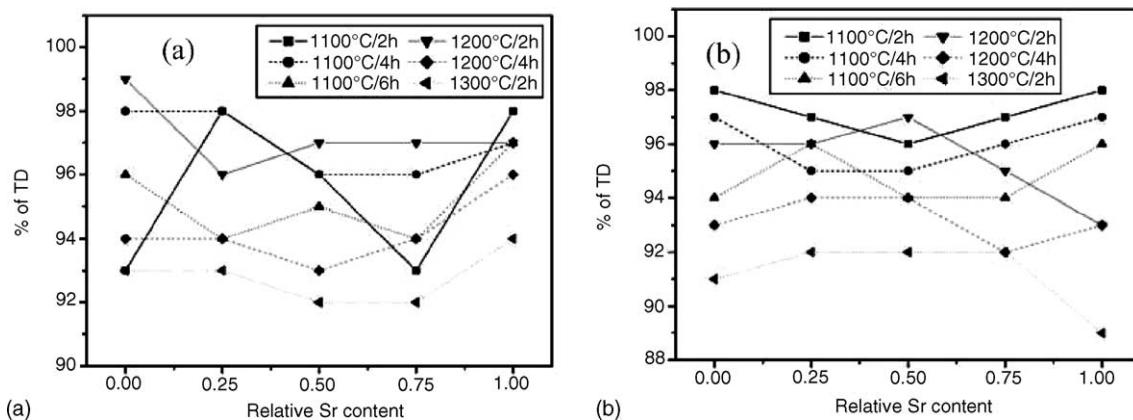 (a)
1100°C/2h 1200°C/2h
1100°C/4h 1200°C/4h
1100°C/6h 1300°C/2h
100
98
96
94
92
90
% of TD
0.00 0.25 0.50 0.75 1.00
Relative Sr content
(a)
(b)
1100°C/2h 1200°C/2h
1100°C/4h 1200°C/4h
1100°C/6h 1300°C/2h
100
98
96
94
92
90
88
% of TD
0.00 0.25 0.50 0.75 1.00
Relative Sr content
(b)